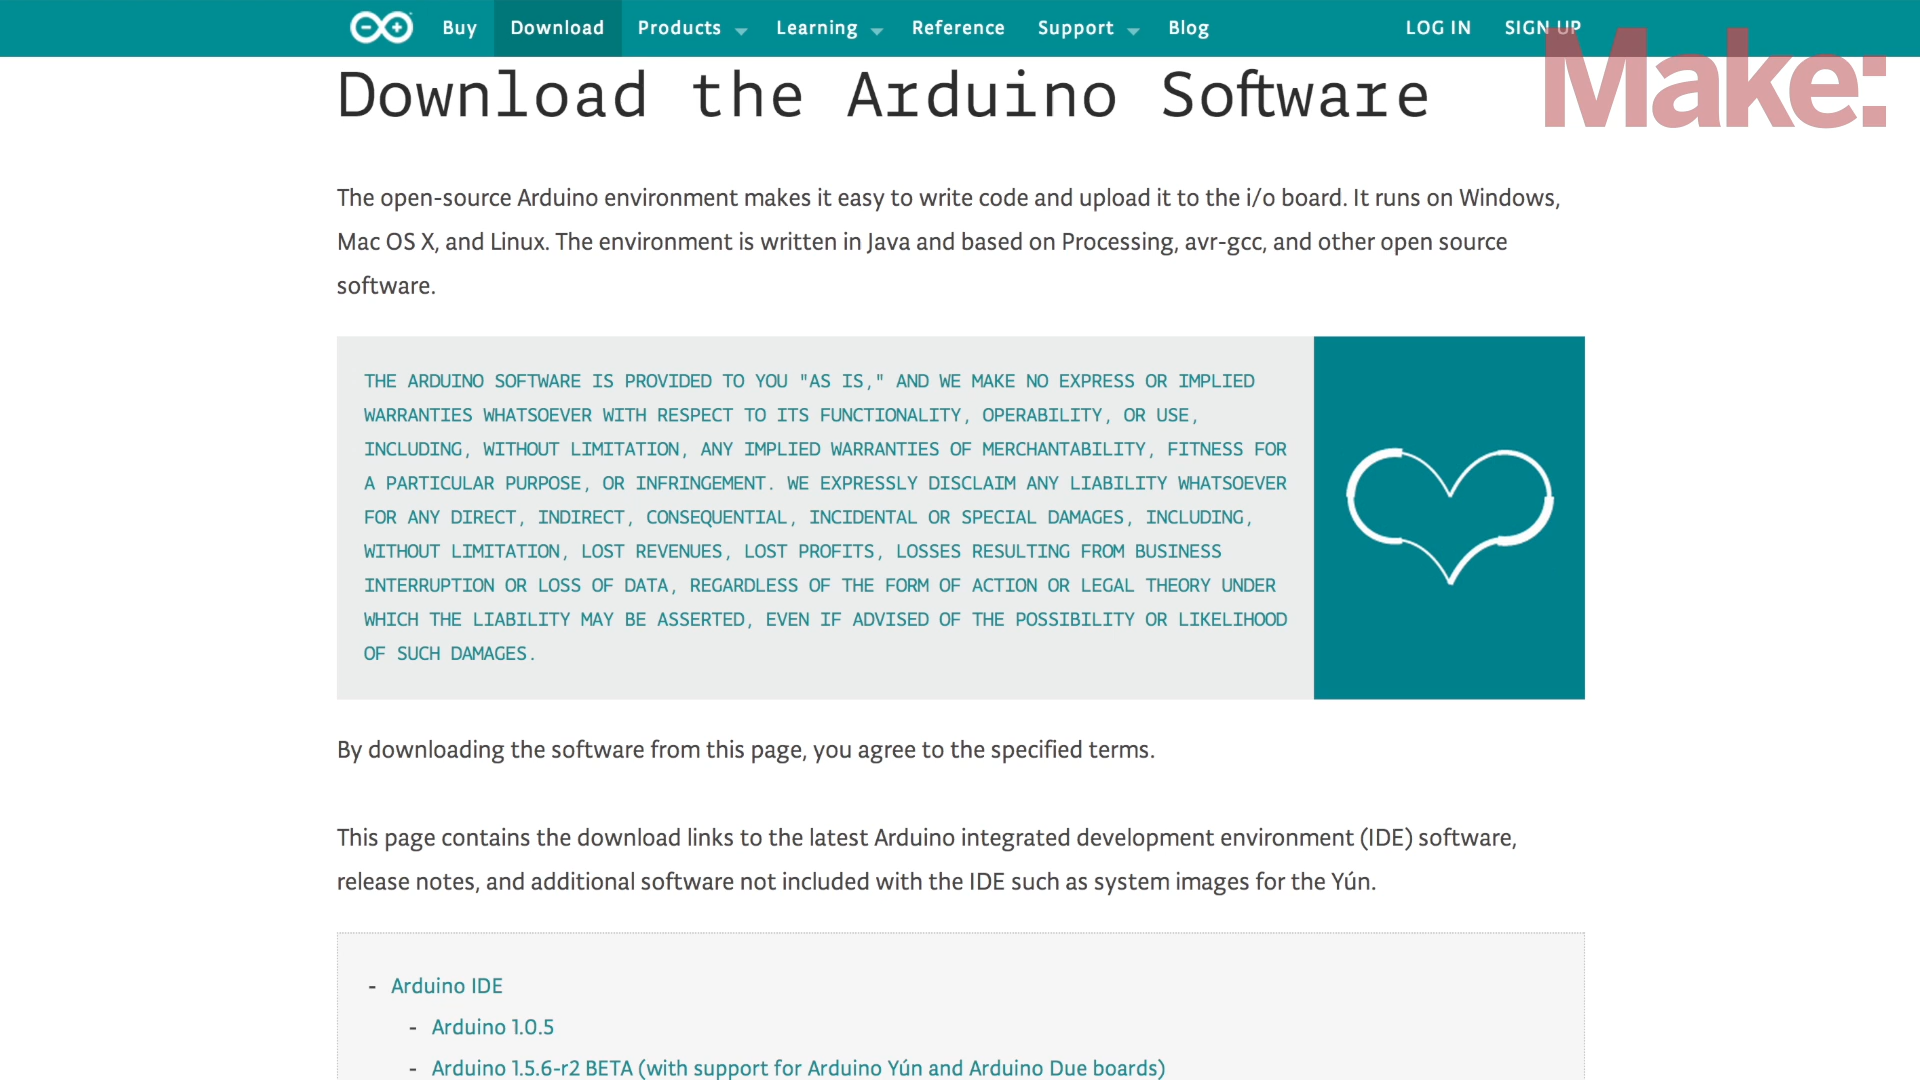 Buy Download Products Learning Reference Support Blog LOG IN SIGN UP
Make:
Download the Arduino Software
The open-source Arduino environment makes it easy to write code and upload it to the i/o board. It runs on Windows,
Mac OS X, and Linux. The environment is written in Java and based on Processing, avr-gcc, and other open source
software.
THE ARDUINO SOFTWARE IS PROVIDED TO YOU "AS IS," AND WE MAKE NO EXPRESS OR IMPLIED
WARRANTIES WHATSOEVER WITH RESPECT TO ITS FUNCTIONALITY, OPERABILITY, OR USE,
INCLUDING, WITHOUT LIMITATION, ANY IMPLIED WARRANTIES OF MERCHANTABILITY, FITNESS FOR
A PARTICULAR PURPOSE, OR INFRINGEMENT. WE EXPRESSLY DISCLAIM ANY LIABILITY WHATSOEVER
FOR ANY DIRECT, INDIRECT, CONSEQUENTIAL, INCIDENTAL OR SPECIAL DAMAGES, INCLUDING,
WITHOUT LIMITATION, LOST REVENUES, LOST PROFITS, LOSSES RESULTING FROM BUSINESS
INTERRUPTION OR LOSS OF DATA, REGARDLESS OF THE FORM OF ACTION OR LEGAL THEORY UNDER
WHICH THE LIABILITY MAY BE ASSERTED, EVEN IF ADVISED OF THE POSSIBILITY OR LIKELIHOOD
OF SUCH DAMAGES.
By downloading the software from this page, you agree to the specified terms.
This page contains the download links to the latest Arduino integrated development environment (IDE) software,
release notes, and additional software not included with the IDE such as system images for the Yún.
- Arduino IDE
- Arduino 1.0.5
- Arduino 1.5.6-r2 BETA (with support for Arduino Yún and Arduino Due boards)